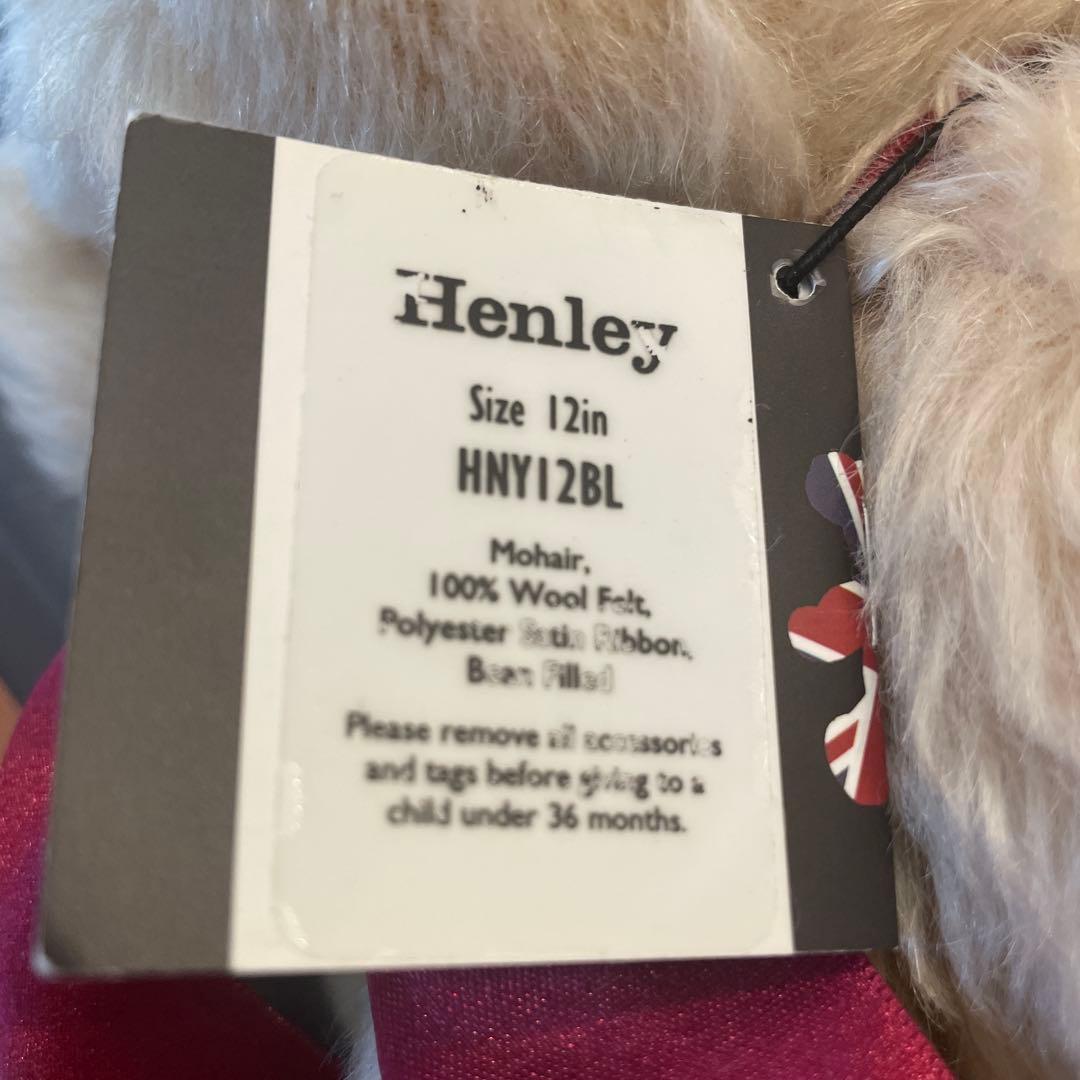 Henley
Size 12in
HNY12BL
Mohair,
100% Wool Felt,
Polyester Satin Ribbon,
Bean Filled
Please remove all accessories
and tags before giving to a
child under 36 months.